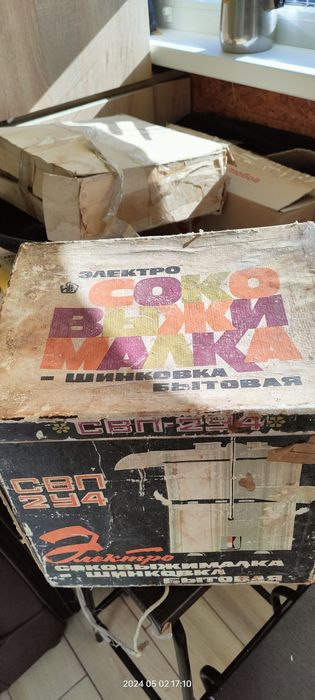 ЭЛЕКТРО
СОКО
ВЫЖИ
МАЛКА
- ШИНКОВКА
БЫТОВАЯ
СВП-2У4
СВП
2У4
Электро
СОКОВЫЖИМАЛКА
- ШИНКОВКА
БЫТОВАЯ
2024 05 02 17:10